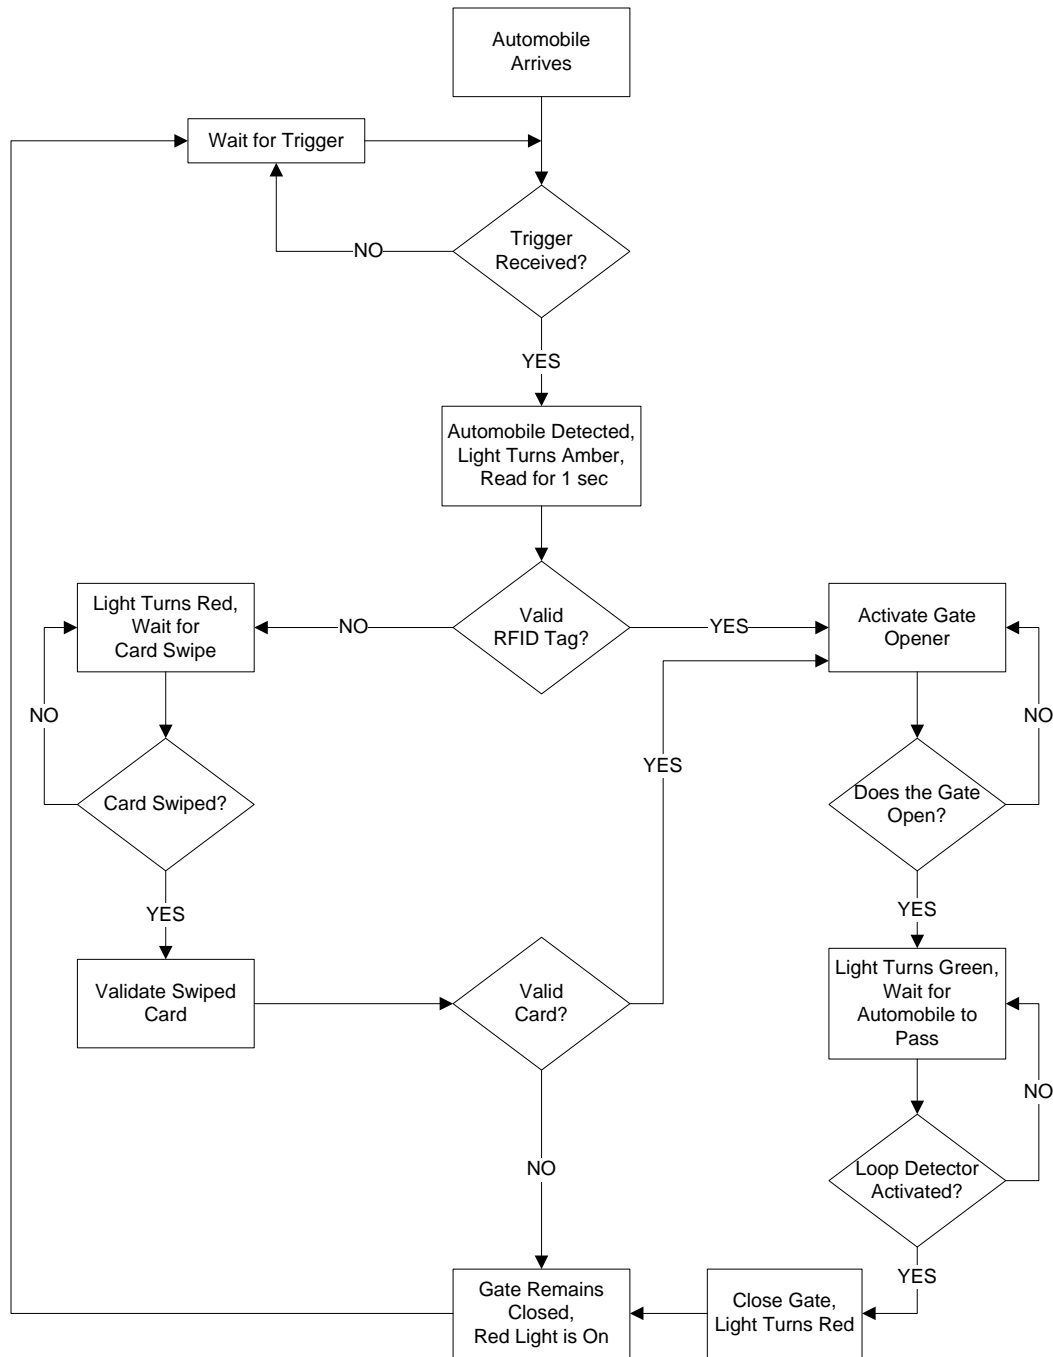 Automobile
Arrives
Wait for Trigger
Trigger
Received?
NO
YES
Automobile Detected,
Light Turns Amber,
Read for 1 sec
Light Turns Red,
Wait for
Card Swipe
NO
Valid
RFID Tag?
YES
Activate Gate
Opener
NO
NO
YES
Card Swiped?
Does the Gate
Open?
YES
YES
Validate Swiped
Card
Valid
Card?
Light Turns Green,
Wait for
Automobile to
Pass
NO
NO
Loop Detector
Activated?
YES
Gate Remains
Closed,
Red Light is On
Close Gate,
Light Turns Red